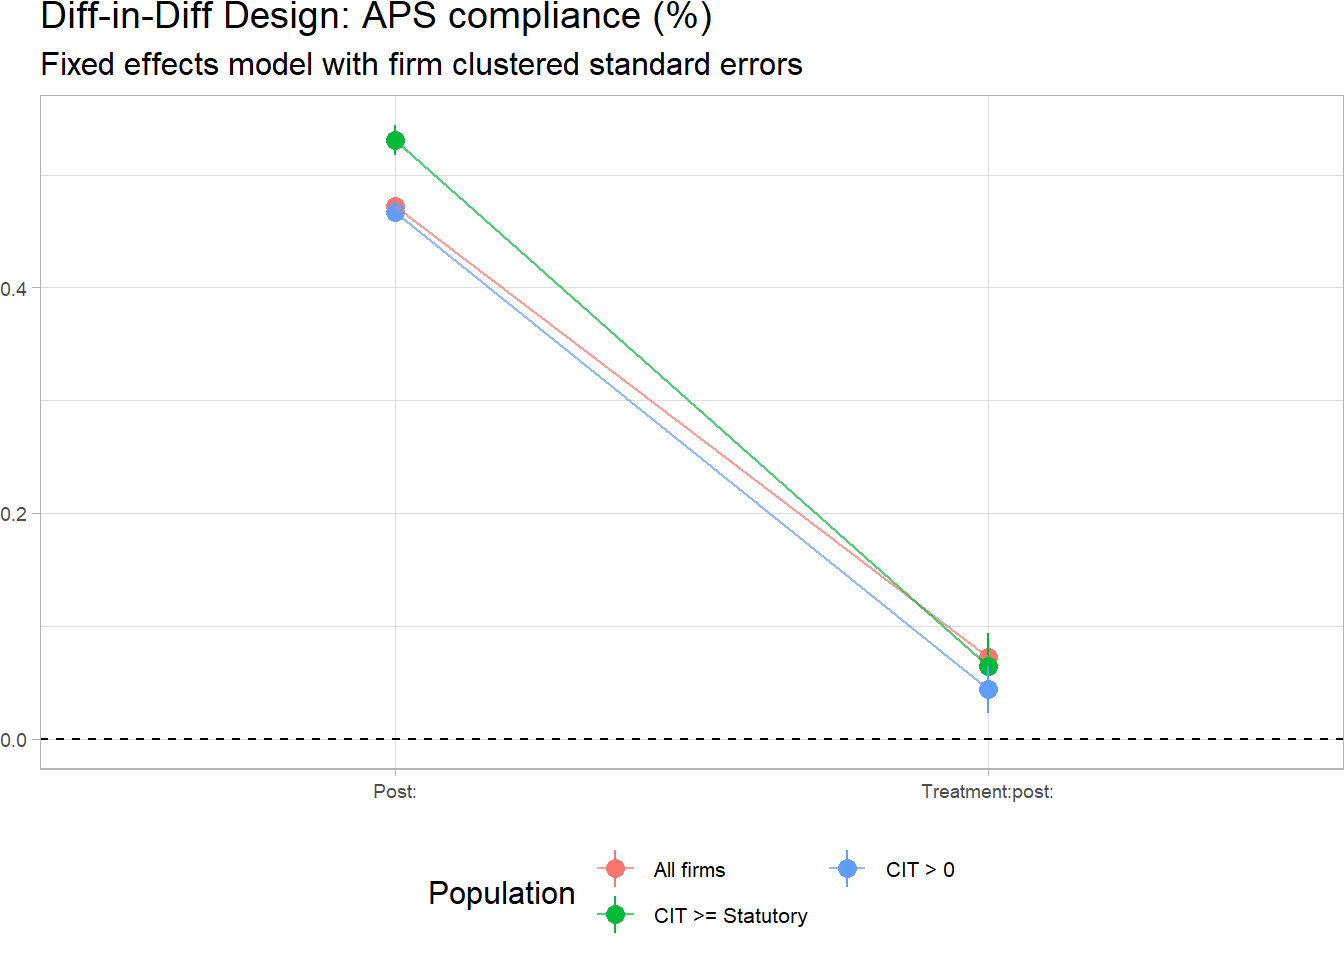 Diff-in-Diff Design: APS compliance (%)
Fixed effects model with firm clustered standard errors
0.4
0.2
0.0
Post:
Treatment:post:
Population
All firms
CIT > 0
CIT >= Statutory